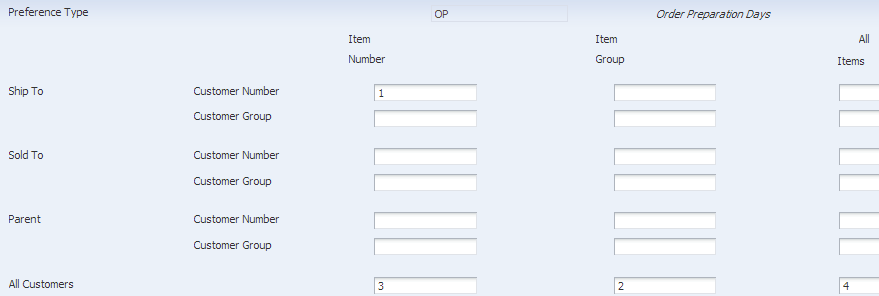 Preference Type OP Order Preparation Days
Item Item All
Number Group Items
Ship To Customer Number 1
Customer Group
Sold To Customer Number
Customer Group
Parent Customer Number
Customer Group
All Customers 3 2 4